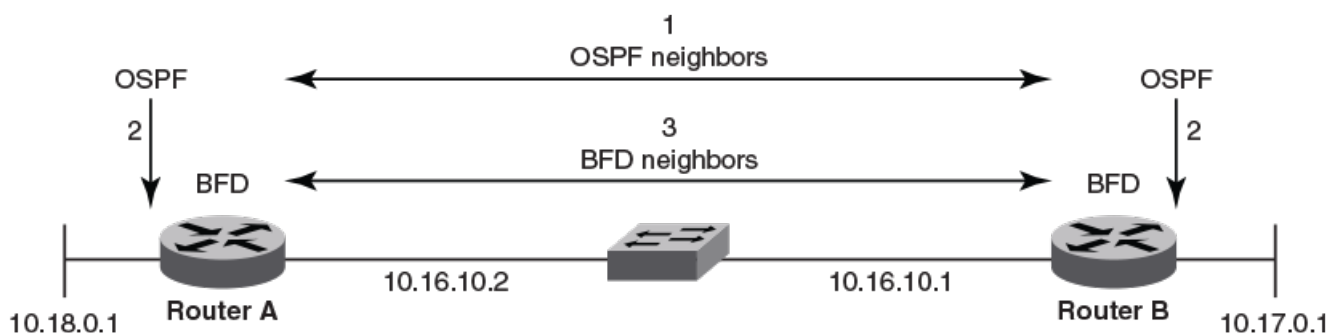 1
OSPF neighbors
OSPF
OSPF
2
3
2
BFD neighbors
BFD
BFD
10.16.10.2
10.16.10.1
Router A
Router B
10.18.0.1
10.17.0.1